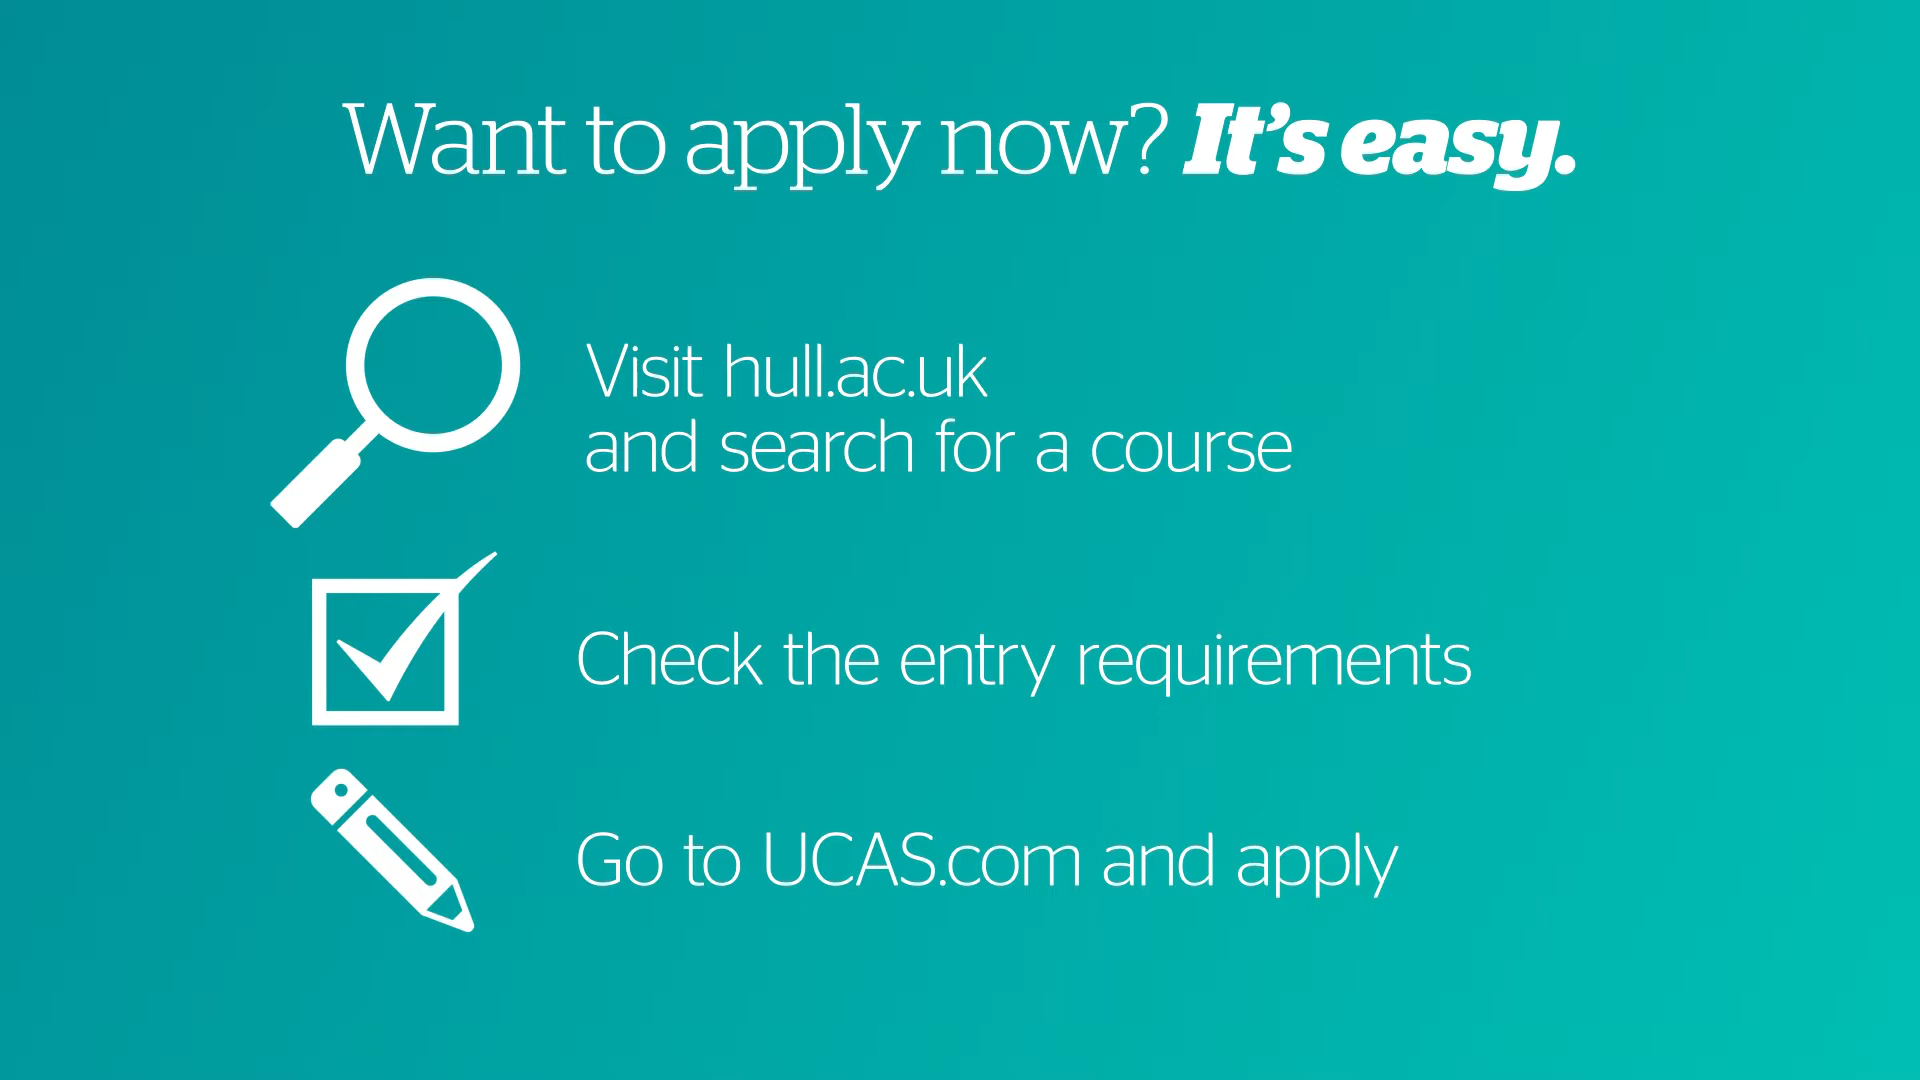 Want to apply now? It’s easy.
Visit hull.ac.uk
and search for a course
Check the entry requirements
Go to UCAS.com and apply